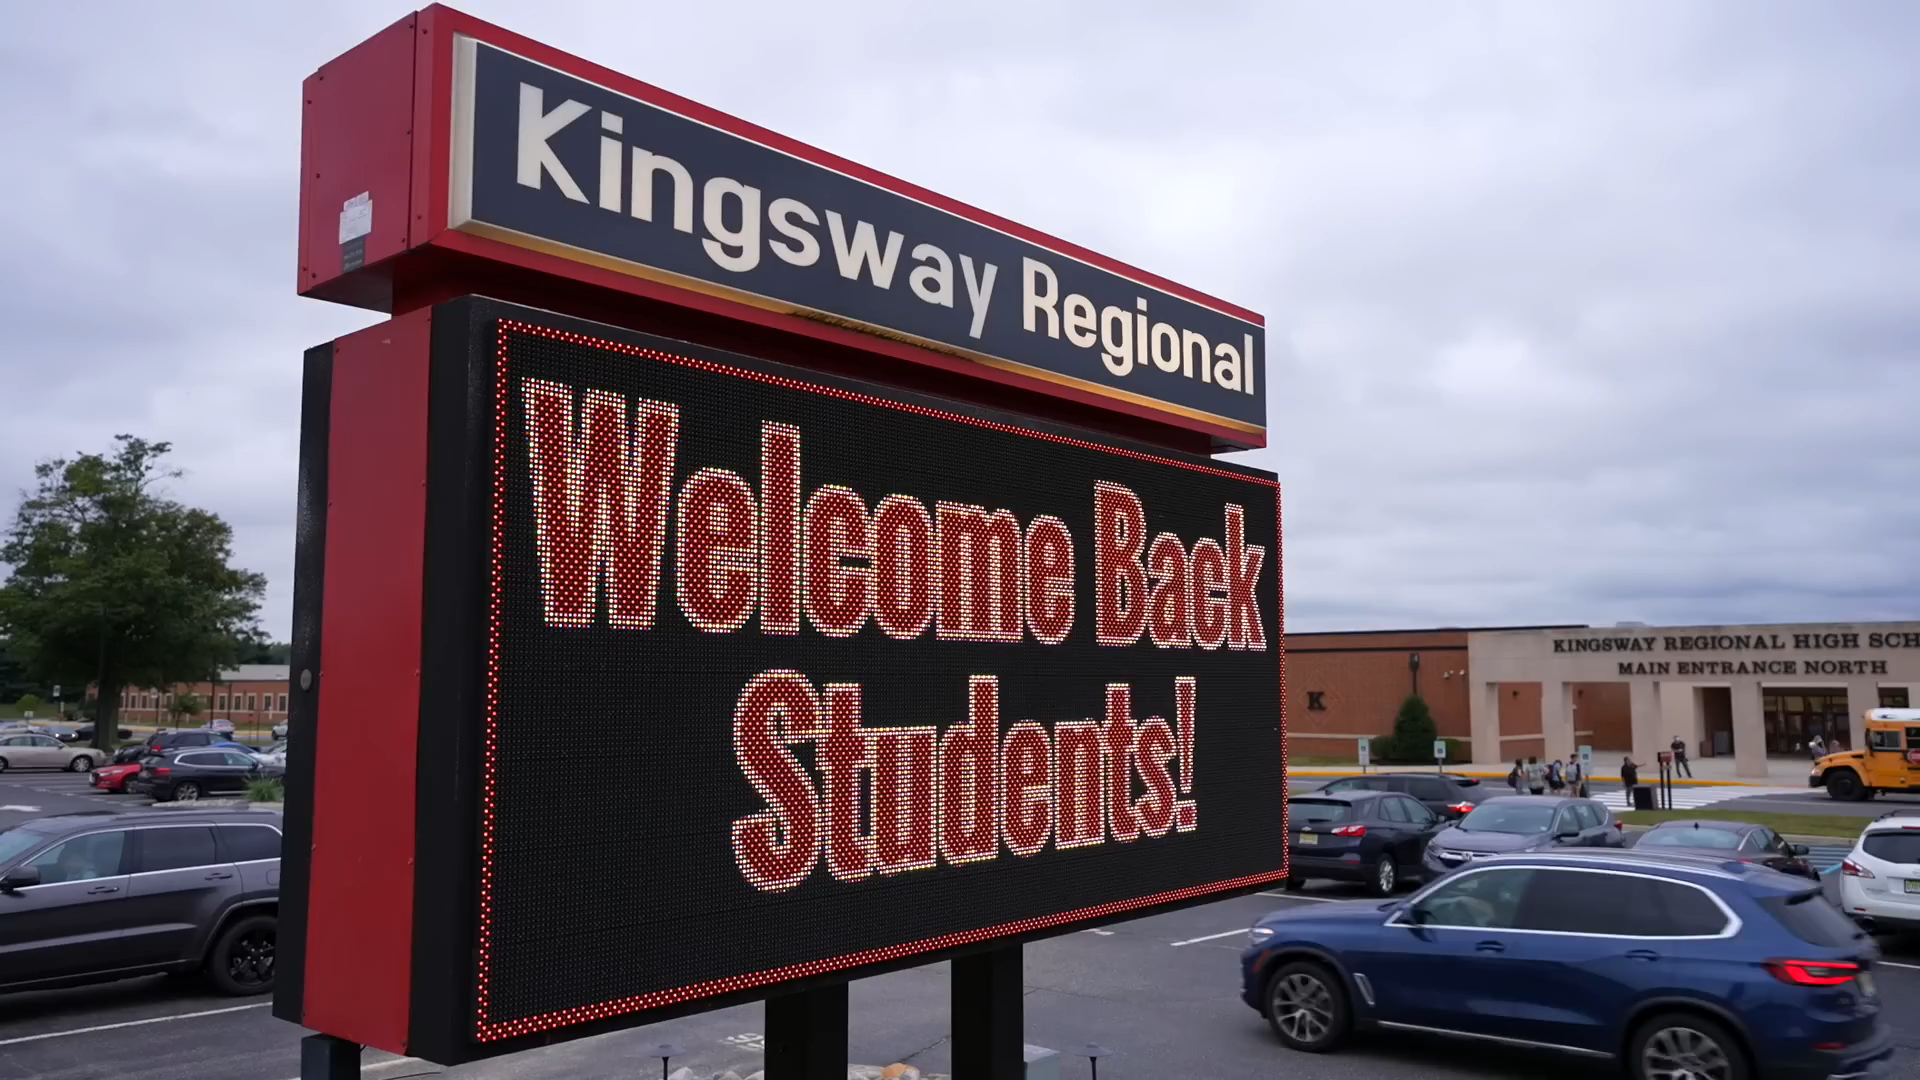 Kingsway Regional
Welcome Back
Students!
KINGSWAY REGIONAL HIGH SCH
MAIN ENTRANCE NORTH
K